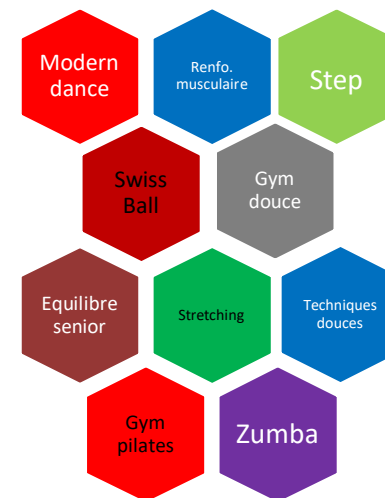 Modern
dance
Renfo.
musculaire
Step
Swiss
Ball
Gym
douce
Equilibre
senior
Stretching
Techniques
douces
Gym
pilates
Zumba